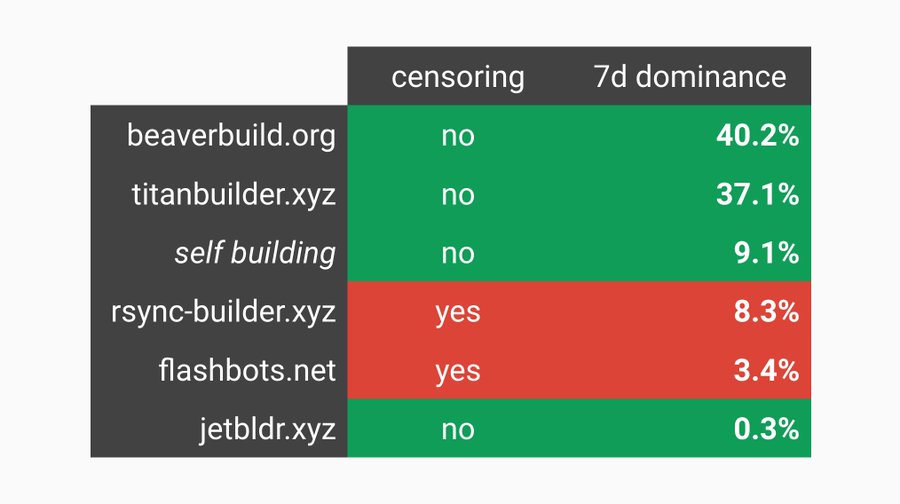 censoring 7d dominance
beaverbuild.org no 40.2%
titanbuilder.xyz no 37.1%
self building no 9.1%
rsync-builder.xyz yes 8.3%
flashbots.net yes 3.4%
jetbldr.xyz no 0.3%